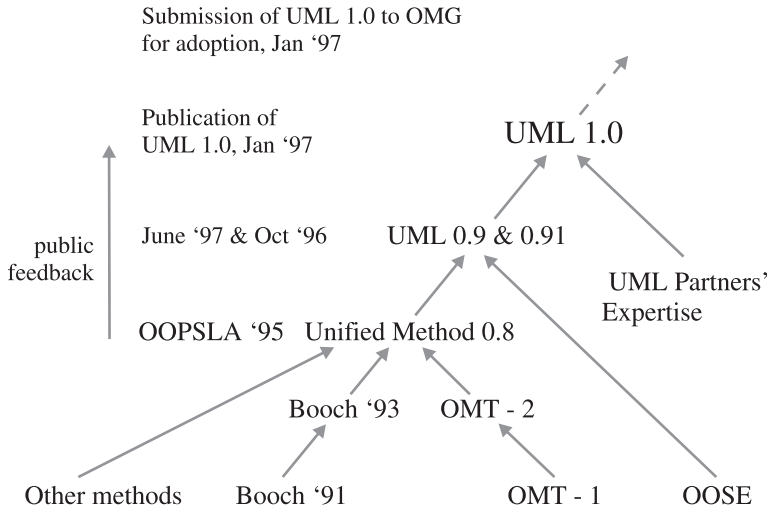 Submission of UML 1.0 to OMG
for adoption, Jan ‘97
Publication of
UML 1.0, Jan ‘97
UML 1.0
public
feedback
June ‘97 & Oct ‘96
UML 0.9 & 0.91
UML Partners’
Expertise
OOPSLA ‘95
Unified Method 0.8
Booch ‘93
OMT - 2
Other methods
Booch ‘91
OMT - 1
OOSE